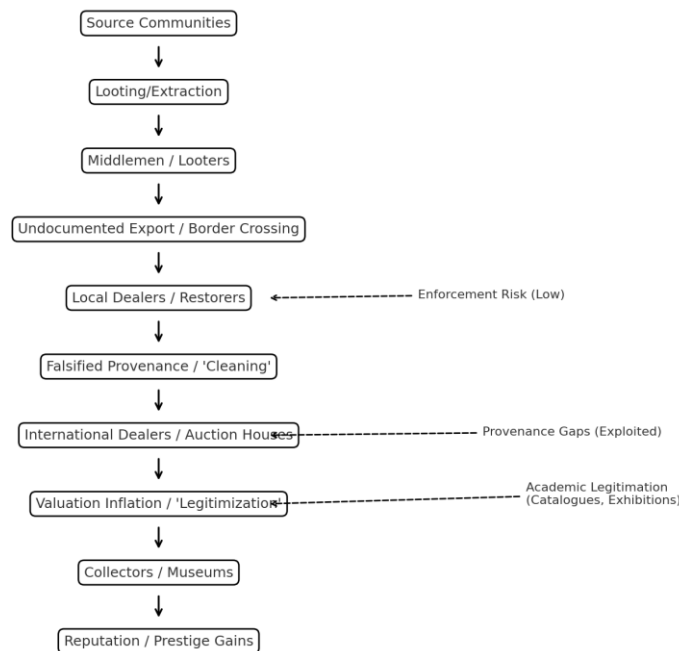 Source Communities
Looting/Extraction
Middlemen / Looters
Undocumented Export / Border Crossing
Local Dealers / Restorers
Enforcement Risk (Low)
Falsified Provenance / 'Cleaning'
International Dealers / Auction Houses
Provenance Gaps (Exploited)
Valuation Inflation / 'Legitimization'
Academic Legitimation
(Catalogues, Exhibitions)
Collectors / Museums
Reputation / Prestige Gains